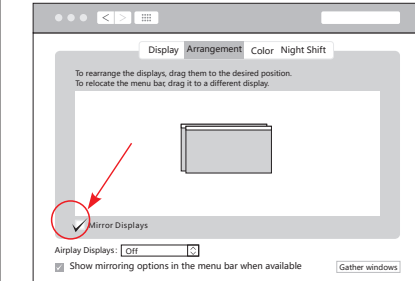 Display Arrangement Color Night Shift
To rearrange the displays, drag them to the desired position.
To relocate the menu bar, drag it to a different display.
Mirror Displays
Airplay Displays: Off
Show mirroring options in the menu bar when available
Gather windows